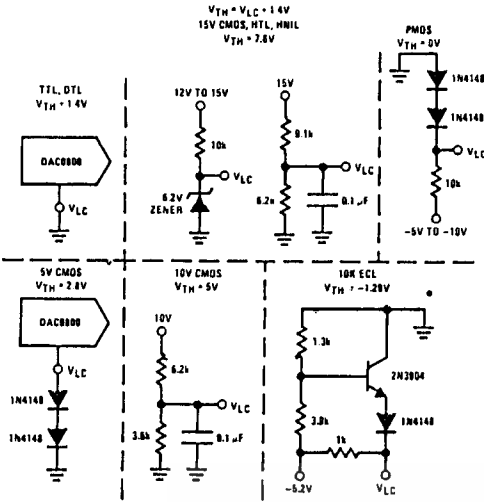 VTH = VLC + 1.4V
15V CMOS, HTL, HNIL
VTH = 7.6V
TTL, DTL
VTH = 1.4V
DAC0808
VLC
12V TO 15V
10k
VLC
6.2V
ZENER
15V
9.1k
VLC
6.2k
0.1 µF
PMOS
VTH = 0V
1N4148
1N4148
VLC
10k
-5V TO -10V
5V CMOS
VTH = 2.8V
DAC0808
VLC
1N4148
1N4148
10V CMOS
VTH = 5V
10V
6.2k
VLC
3.6k
0.1 µF
10K ECL
VTH = -1.29V
1.3k
2N3904
1N4148
3.9k
1k
-5.2V
VLC